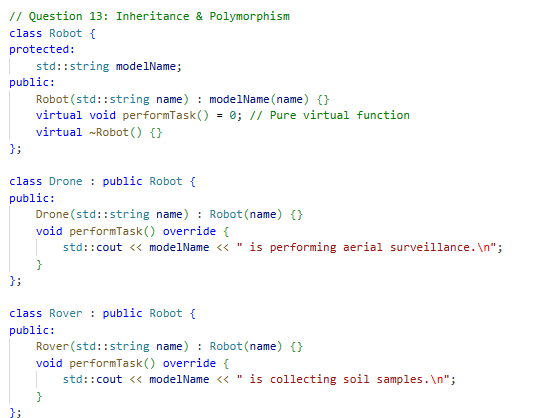 // Question 13: Inheritance & Polymorphism
class Robot {
protected:
    std::string modelName;
public:
    Robot(std::string name) : modelName(name) {}
    virtual void performTask() = 0; // Pure virtual function
    virtual ~Robot() {}
};

class Drone : public Robot {
public:
    Drone(std::string name) : Robot(name) {}
    void performTask() override {
        std::cout << modelName << " is performing aerial surveillance.\n";
    }
};

class Rover : public Robot {
public:
    Rover(std::string name) : Robot(name) {}
    void performTask() override {
        std::cout << modelName << " is collecting soil samples.\n";
    }
};